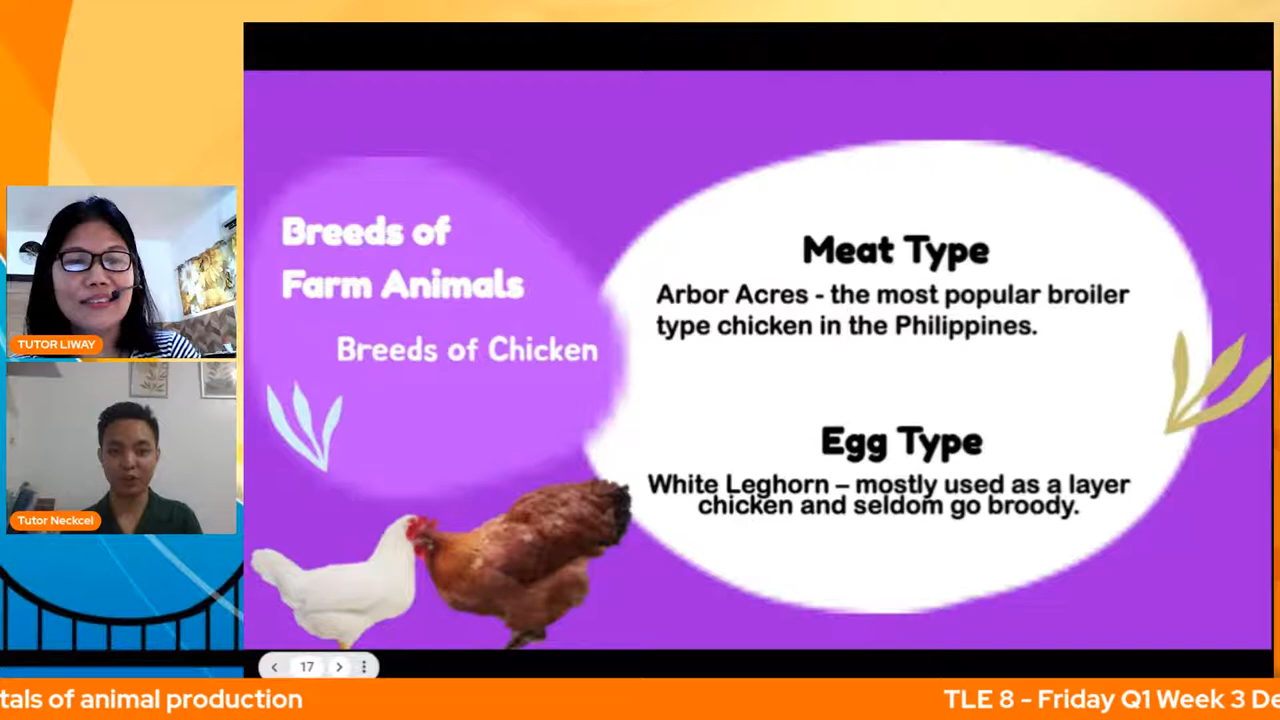 Breeds of
Farm Animals
Breeds of Chicken
Meat Type
Arbor Acres - the most popular broiler
type chicken in the Philippines.
Egg Type
White Leghorn – mostly used as a layer
chicken and seldom go broody.
TUTOR LIWAY
Tutor Neckcel
17
tals of animal production
TLE 8 - Friday Q1 Week 3 De